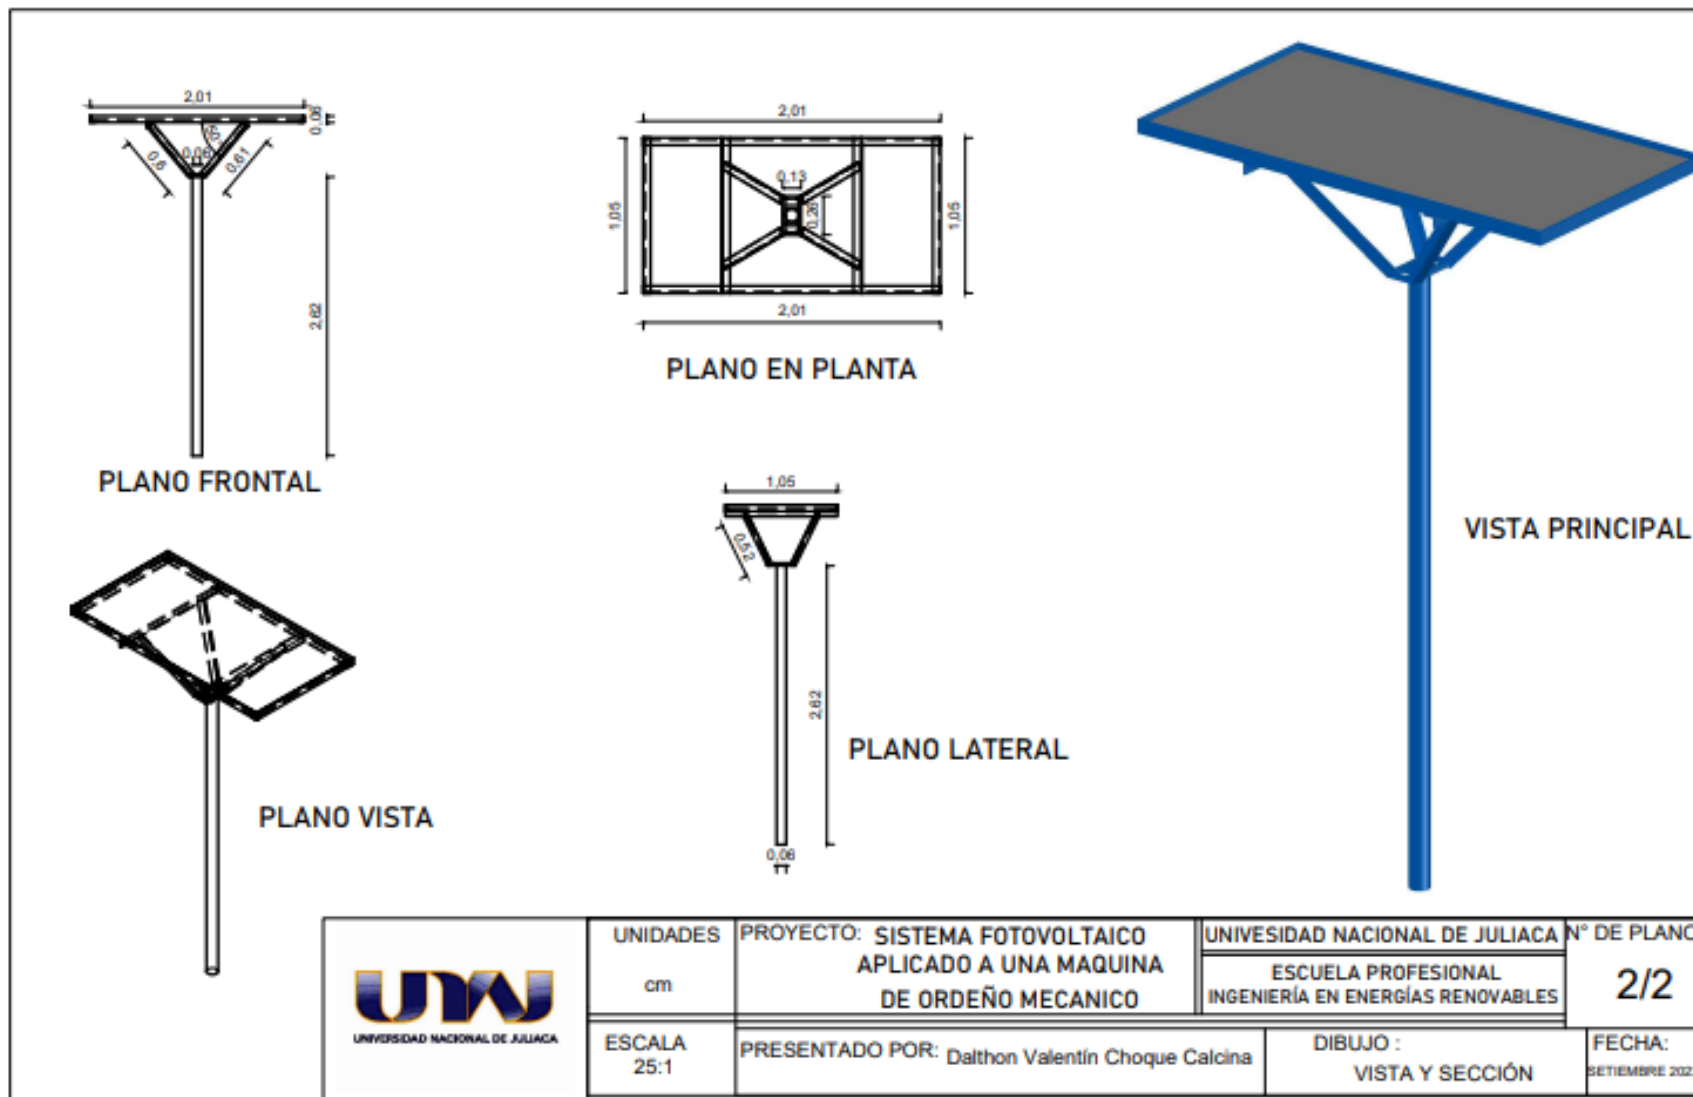 2,01
0,06
0,6
0,06
0,61
2,62
PLANO FRONTAL
2,01
1,05
0,13
0,26
1,05
2,01
PLANO EN PLANTA
VISTA PRINCIPAL
1,05
0,52
2,62
0,06
PLANO LATERAL
PLANO VISTA
UNAJ
UNIVERSIDAD NACIONAL DE JULIACA
UNIDADES
cm
ESCALA
25:1
PROYECTO: SISTEMA FOTOVOLTAICO
APLICADO A UNA MAQUINA
DE ORDEÑO MECANICO
PRESENTADO POR: Dalthon Valentín Choque Calcina
UNIVESIDAD NACIONAL DE JULIACA
ESCUELA PROFESIONAL
INGENIERÍA EN ENERGÍAS RENOVABLES
DIBUJO :
VISTA Y SECCIÓN
N° DE PLANO
2/2
FECHA:
SETIEMBRE